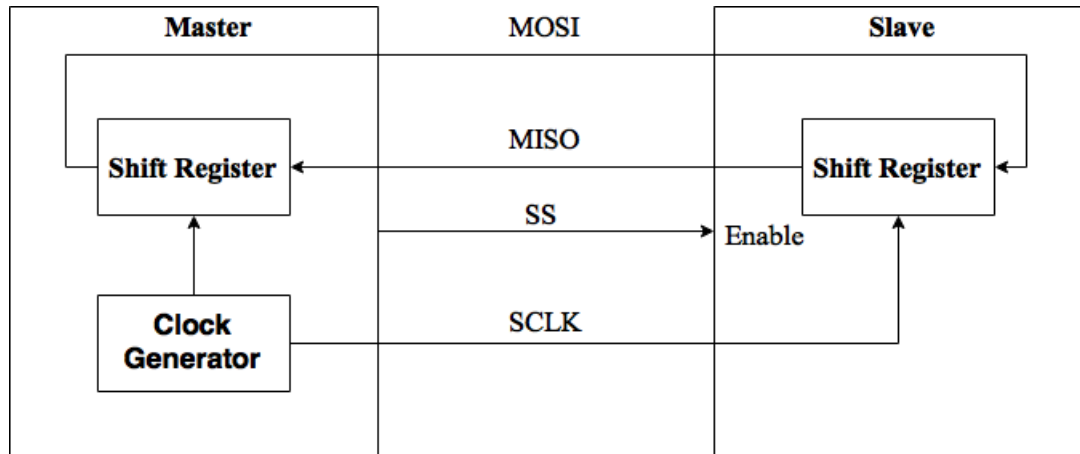 Master
MOSI
Slave
Shift Register
MISO
Shift Register
SS
Enable
Clock
Generator
SCLK